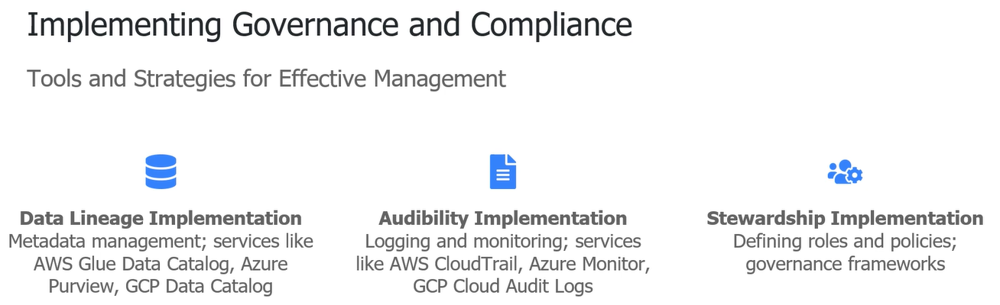 Implementing Governance and Compliance
Tools and Strategies for Effective Management
Data Lineage Implementation
Metadata management; services like
AWS Glue Data Catalog, Azure
Purview, GCP Data Catalog
Audibility Implementation
Logging and monitoring; services
like AWS CloudTrail, Azure Monitor,
GCP Cloud Audit Logs
Stewardship Implementation
Defining roles and policies;
governance frameworks